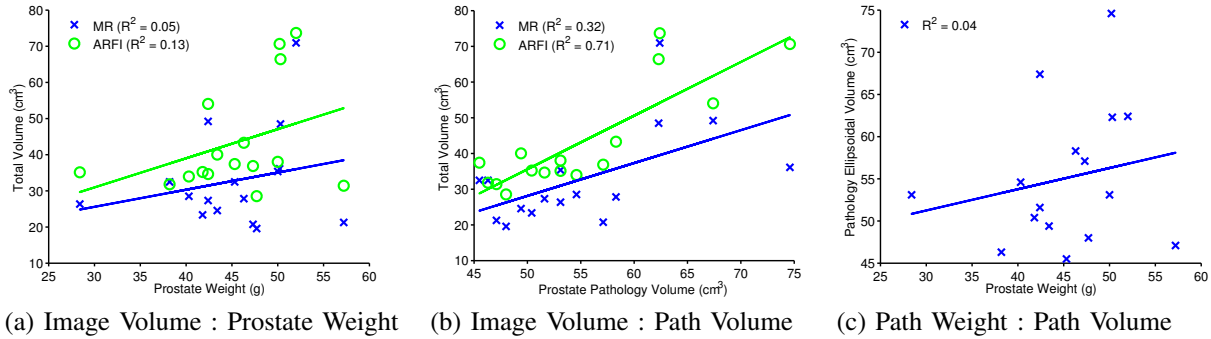 MR (R² = 0.05)
ARFI (R² = 0.13)
80
70
60
50
40
30
20
10
Total Volume (cm³)
25 30 35 40 45 50 55 60
Prostate Weight (g)
(a) Image Volume : Prostate Weight
MR (R² = 0.32)
ARFI (R² = 0.71)
80
70
60
50
40
30
20
10
Total Volume (cm³)
45 50 55 60 65 70 75
Prostate Pathology Volume (cm³)
(b) Image Volume : Path Volume
R² = 0.04
75
70
65
60
55
50
45
Pathology Ellipsoidal Volume (cm³)
25 30 35 40 45 50 55 60
Prostate Weight (g)
(c) Path Weight : Path Volume